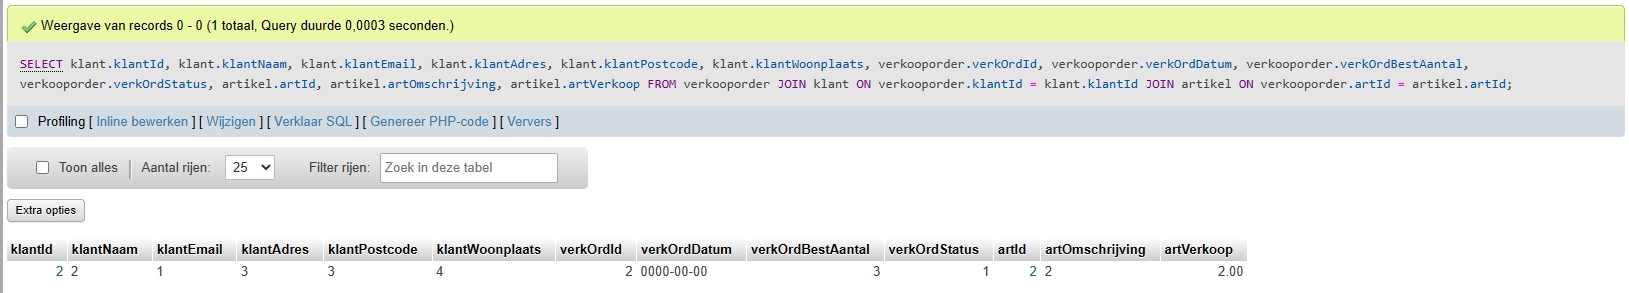 Weergave van records 0 - 0 (1 totaal, Query duurde 0,0003 seconden.)
SELECT klant.klantId, klant.klantNaam, klant.klantEmail, klant.klantAdres, klant.klantPostcode, klant.klantWoonplaats, verkooporder.verkOrdId, verkooporder.verkOrdDatum, verkooporder.verkOrdBestAantal,
verkooporder.verkOrdStatus, artikel.artId, artikel.artOmschrijving, artikel.artVerkoop FROM verkooporder JOIN klant ON verkooporder.klantId = klant.klantId JOIN artikel ON verkooporder.artId = artikel.artId;
Profiling [ Inline bewerken ] [ Wijzigen ] [ Verklaar SQL ] [ Genereer PHP-code ] [ Ververs ]
Toon alles Aantal rijen: 25 Filter rijen: Zoek in deze tabel
Extra opties
klantId klantNaam klantEmail klantAdres klantPostcode klantWoonplaats verkOrdId verkOrdDatum verkOrdBestAantal verkOrdStatus artId artOmschrijving artVerkoop
2 2 1 3 3 4 2 0000-00-00 3 1 2 2 2.00